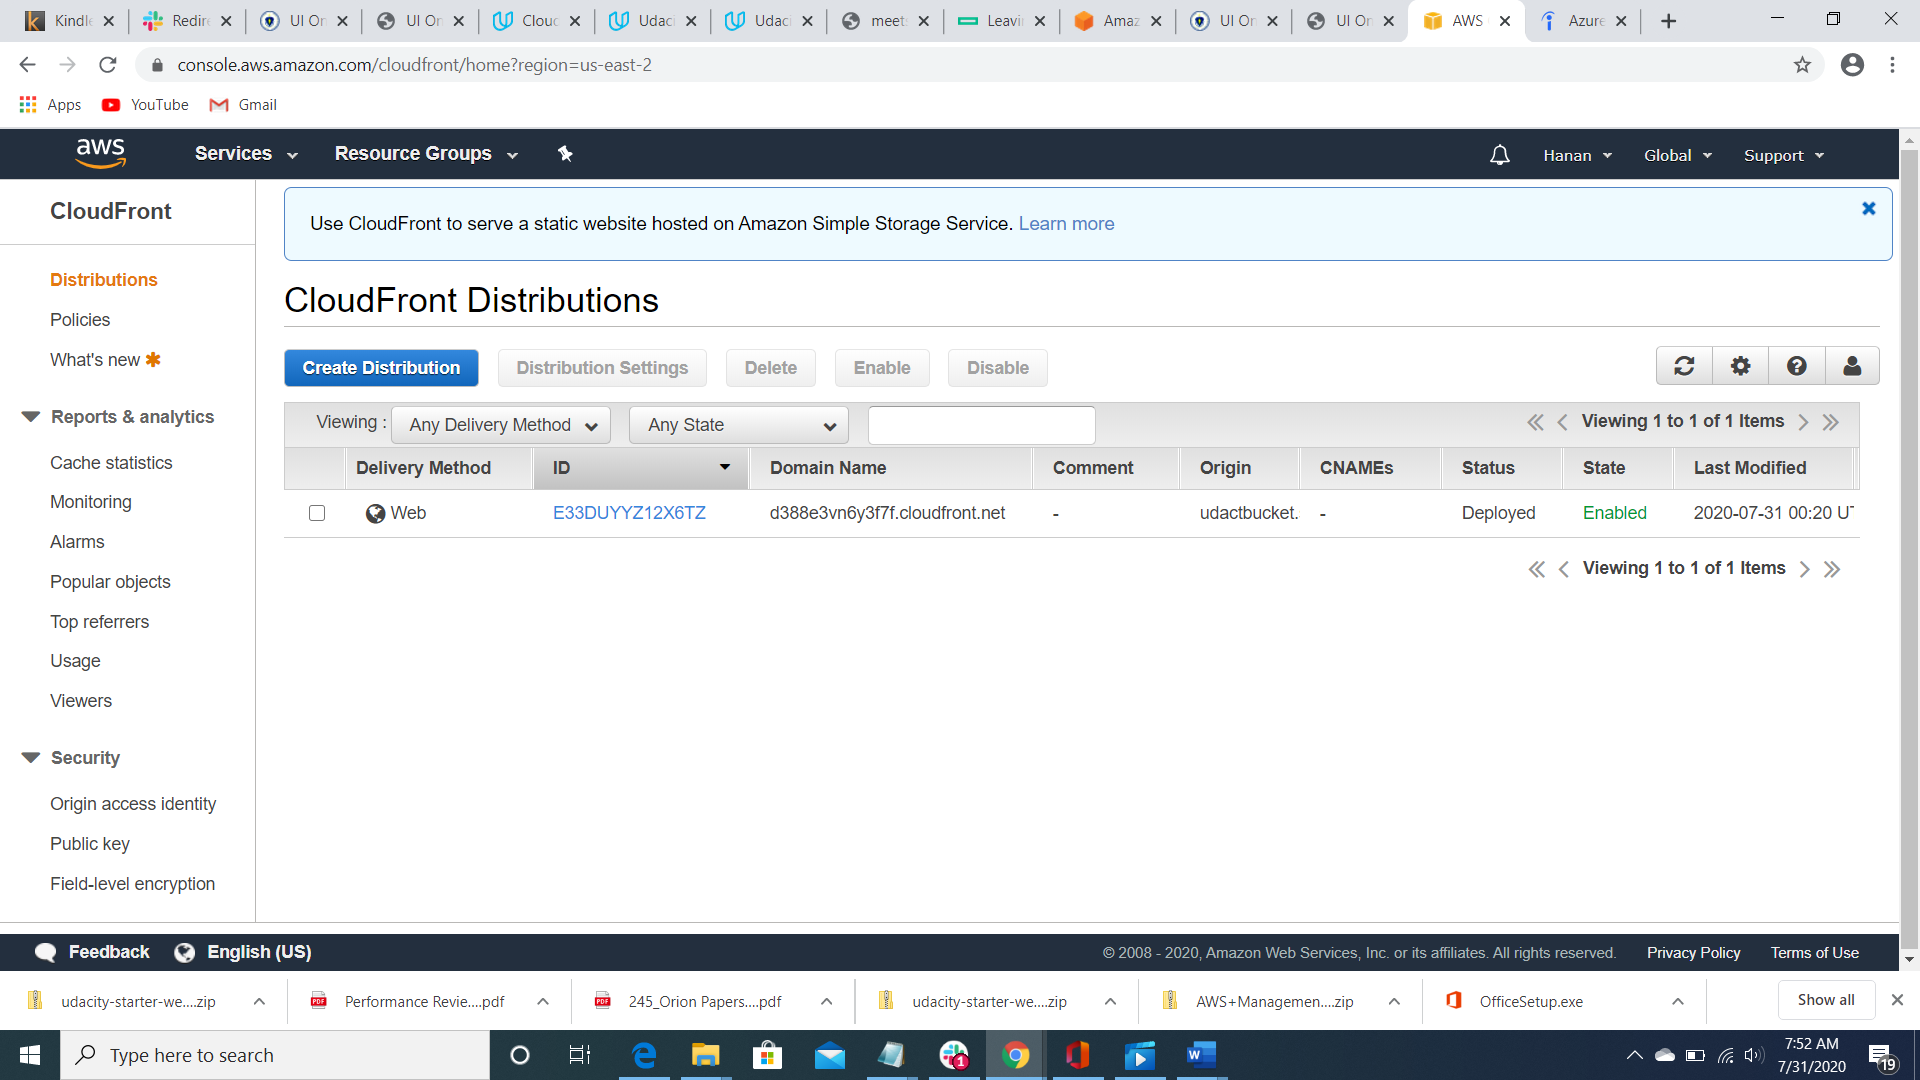 Kindle
Redire
UI On
UI On
Cloud
Udaci
Udaci
meet
Leavi
Amaz
UI On
UI On
AWS
Azure
console.aws.amazon.com/cloudfront/home?region=us-east-2
Apps
YouTube
Gmail
aws
Services
Resource Groups
Hanan
Global
Support
CloudFront
Use CloudFront to serve a static website hosted on Amazon Simple Storage Service. Learn more
Distributions
Policies
What's new
Reports & analytics
Cache statistics
Monitoring
Alarms
Popular objects
Top referrers
Usage
Viewers
Security
Origin access identity
Public key
Field-level encryption
CloudFront Distributions
Create Distribution
Distribution Settings
Delete
Enable
Disable
Viewing :
Any Delivery Method
Any State
Viewing 1 to 1 of 1 Items
Delivery Method
ID
Domain Name
Comment
Origin
CNAMEs
Status
State
Last Modified
Web
E33DUYYZ12X6TZ
d388e3vn6y3f7f.cloudfront.net
-
udactbucket.
-
Deployed
Enabled
2020-07-31 00:20 UT
Viewing 1 to 1 of 1 Items
Feedback
English (US)
© 2008 - 2020, Amazon Web Services, Inc. or its affiliates. All rights reserved.
Privacy Policy
Terms of Use
udacity-starter-we....zip
Performance Revie....pdf
245_Orion Papers....pdf
udacity-starter-we....zip
AWS+Managemen....zip
OfficeSetup.exe
Show all
Type here to search
1
7:52 AM
7/31/2020
19